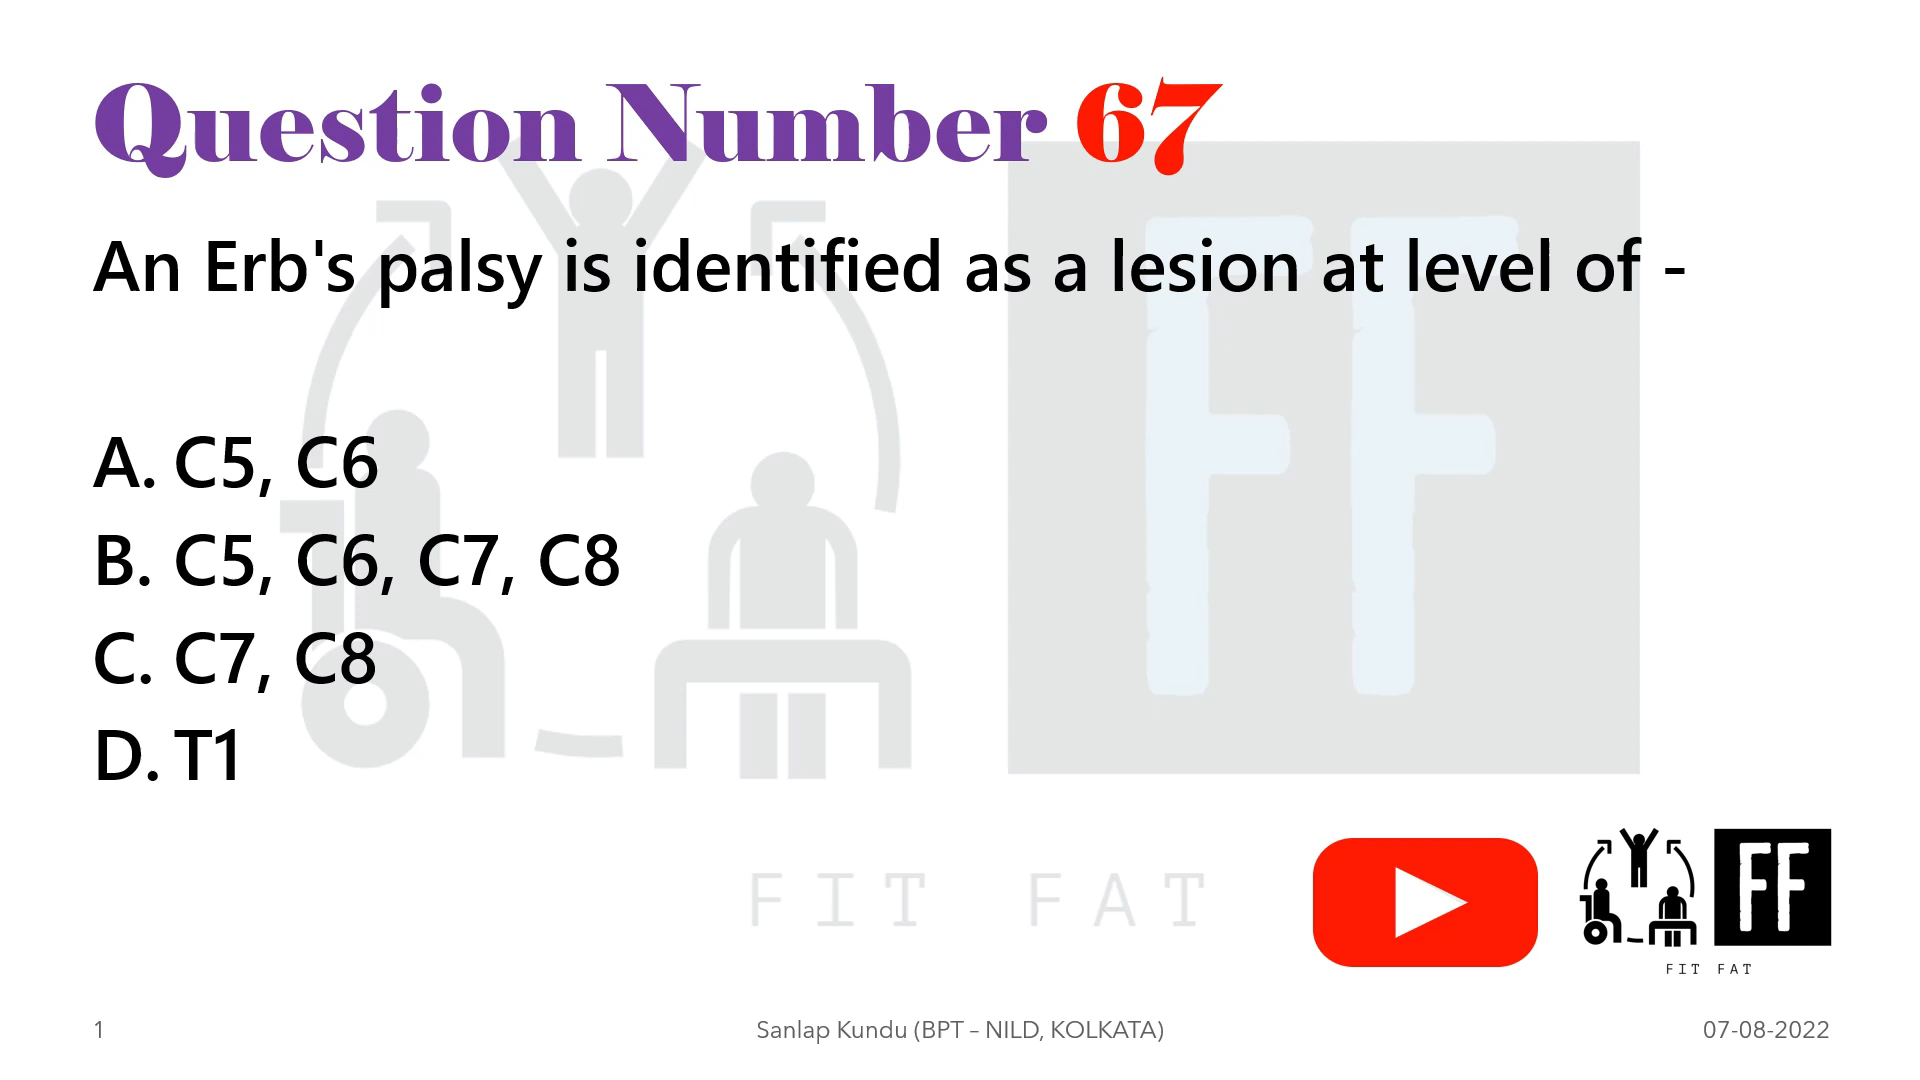 Question Number 67
An Erb's palsy is identified as a lesion at level of -
A. C5, C6
B. C5, C6, C7, C8
C. C7, C8
D. T1
FF
FIT FAT
FF
FIT FAT
1
Sanlap Kundu (BPT – NILD, KOLKATA)
07-08-2022